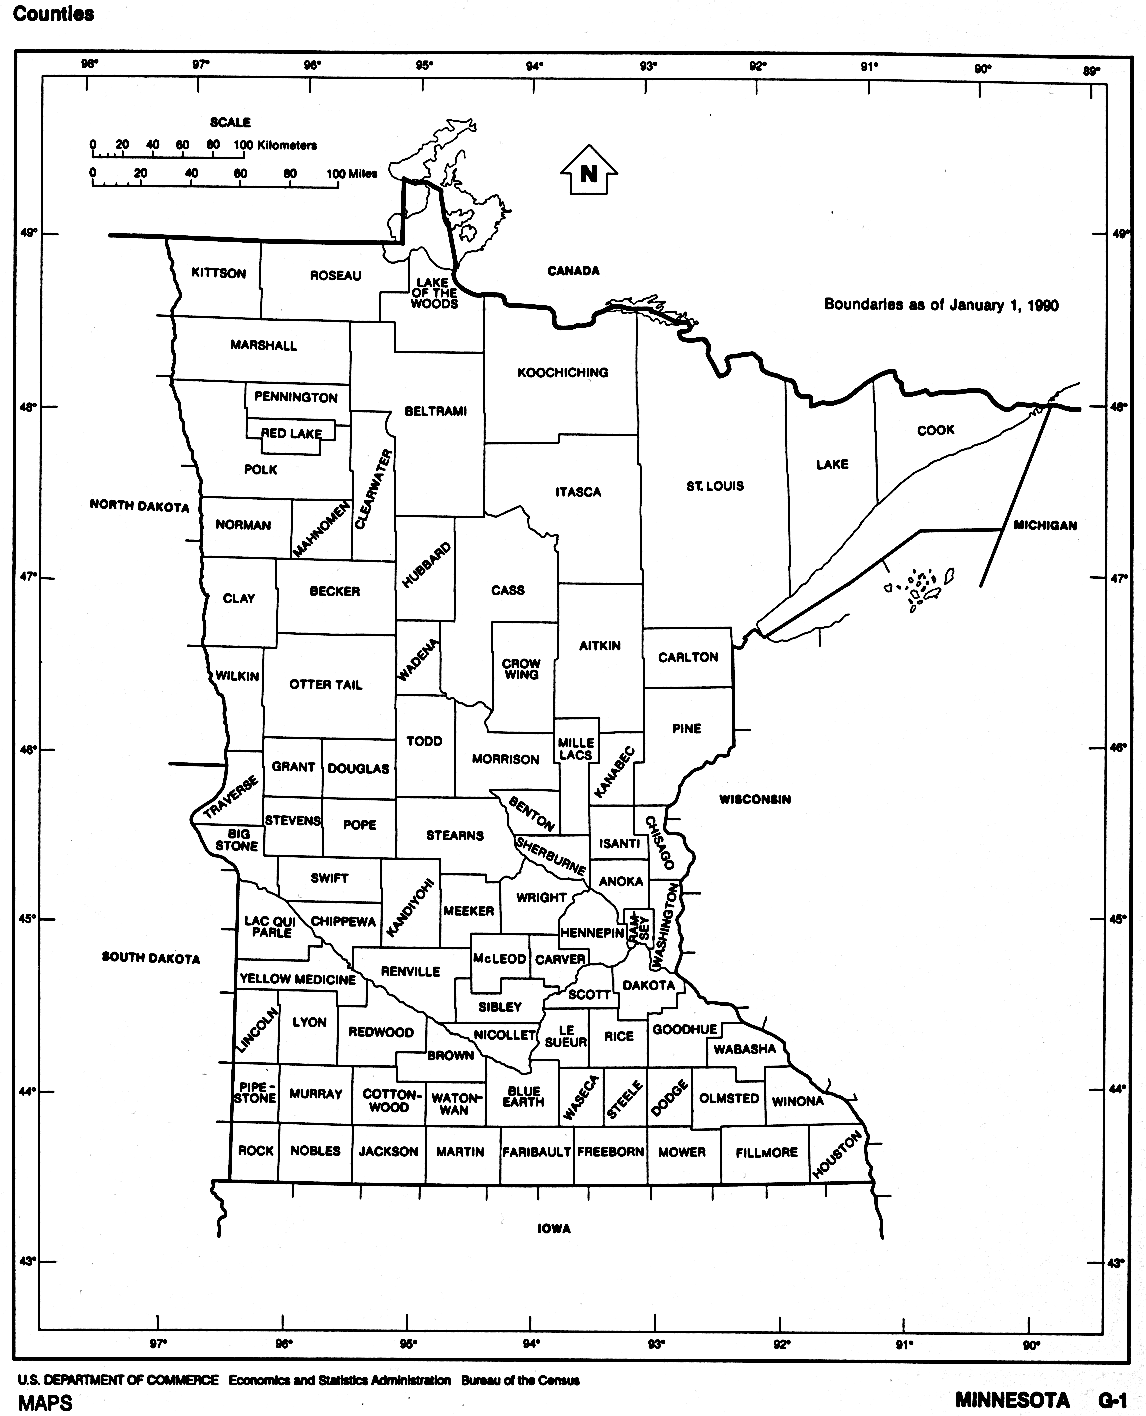 Counties
98° 97° 96° 95° 94° 93° 92° 91° 90° 89°
SCALE
0 20 40 60 80 100 Kilometers
0 20 40 60 80 100 Miles
N
49° 49°
CANADA
KITTSON ROSEAU
LAKE
OF THE
WOODS
Boundaries as of January 1, 1990
MARSHALL
KOOCHICHING
PENNINGTON
48° 48°
BELTRAMI
RED LAKE
COOK
POLK
CLEARWATER
LAKE
ST. LOUIS
ITASCA
NORTH DAKOTA
NORMAN
MAHNOMEN
MICHIGAN
HUBBARD
47° 47°
BECKER
CASS
CLAY
AITKIN
WADENA
CARLTON
CROW
WING
WILKIN
OTTER TAIL
PINE
TODD
46° 46°
MILLE
LACS
MORRISON
KANABEC
GRANT DOUGLAS
TRAVERSE
WISCONSIN
BENTON
STEVENS
POPE
BIG
STONE
STEARNS
CHISAGO
ISANTI
SHERBURNE
SWIFT
ANOKA
KANDIYOHI
WRIGHT
MEEKER
45° 45°
LAC QUI
PARLE
CHIPPEWA
HENNEPIN
RAM-
SEY
WASHINGTON
SOUTH DAKOTA
McLEOD
CARVER
RENVILLE
YELLOW MEDICINE
DAKOTA
SCOTT
SIBLEY
LINCOLN
LYON
REDWOOD
NICOLLET
LE
SUEUR
RICE
GOODHUE
BROWN
WABASHA
44° 44°
PIPE-
STONE
MURRAY
COTTON-
WOOD
WATON-
WAN
BLUE
EARTH
WASECA
STEELE
DODGE
OLMSTED
WINONA
ROCK NOBLES JACKSON MARTIN FARIBAULT FREEBORN MOWER FILLMORE HOUSTON
IOWA
43° 43°
97° 96° 95° 94° 93° 92° 91° 90°
U.S. DEPARTMENT OF COMMERCE Economics and Statistics Administration Bureau of the Census
MAPS MINNESOTA G-1